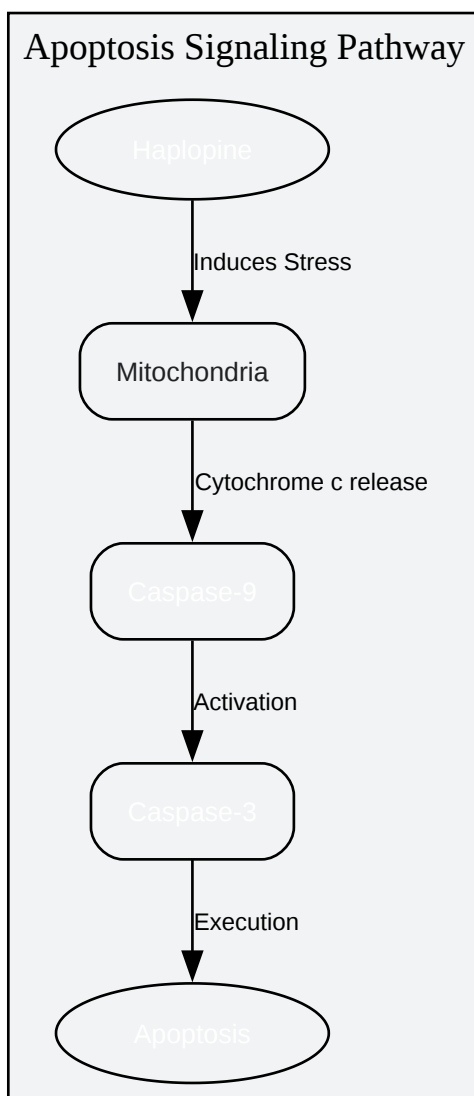 Apoptosis Signaling Pathway
Haplopine
Induces Stress
Mitochondria
Cytochrome c release
Caspase-9
Activation
Caspase-3
Execution
Apoptosis